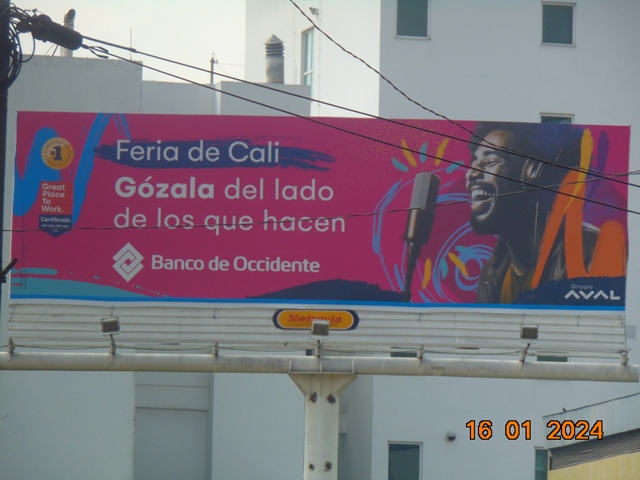 #1
Great
Place
To
Work.
Certificado
Feria de Cali
Gózala del lado
de los que hacen
Banco de Occidente
Grupo
AVAL
Metrovia
16 01 2024